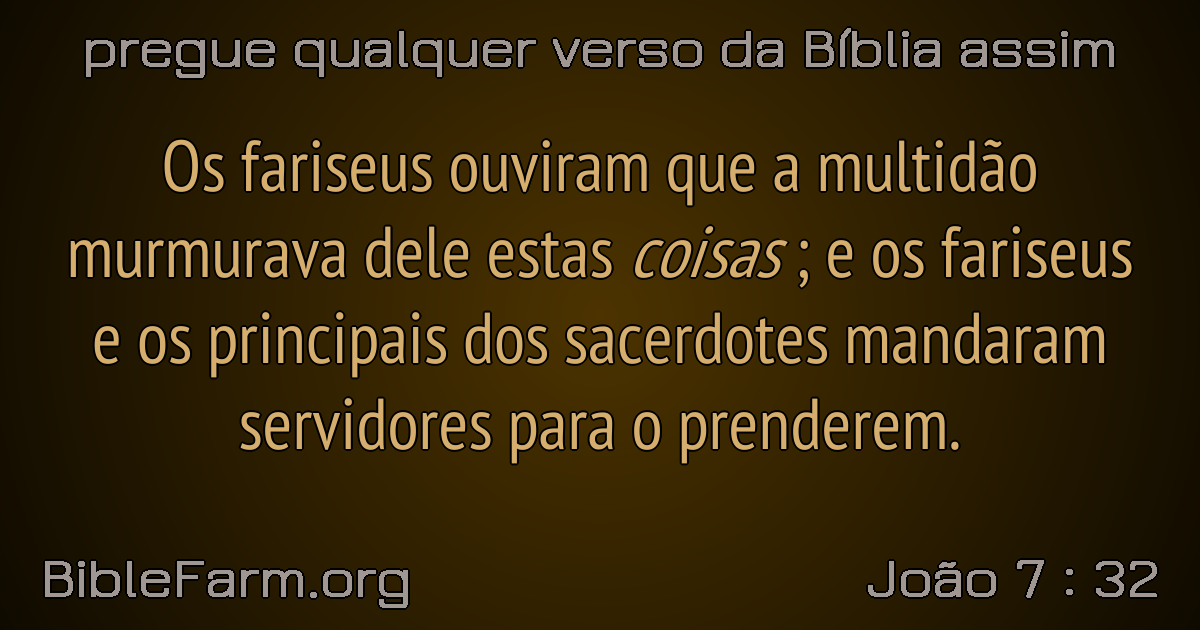 pregue qualquer verso da Bíblia assim
Os fariseus ouviram que a multidão
murmurava dele estas coisas ; e os fariseus
e os principais dos sacerdotes mandaram
servidores para o prenderem.
BibleFarm.org
João 7 : 32